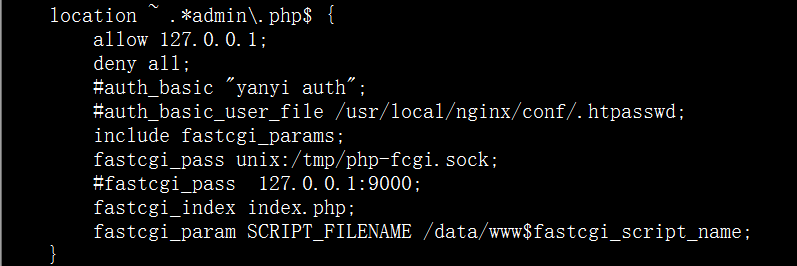 location ~ .*admin\.php$ {
allow 127.0.0.1;
deny all;
#auth_basic "yanyi auth";
#auth_basic_user_file /usr/local/nginx/conf/.htpasswd;
include fastcgi_params;
fastcgi_pass unix:/tmp/php-fcgi.sock;
#fastcgi_pass  127.0.0.1:9000;
fastcgi_index index.php;
fastcgi_param SCRIPT_FILENAME /data/www$fastcgi_script_name;
}